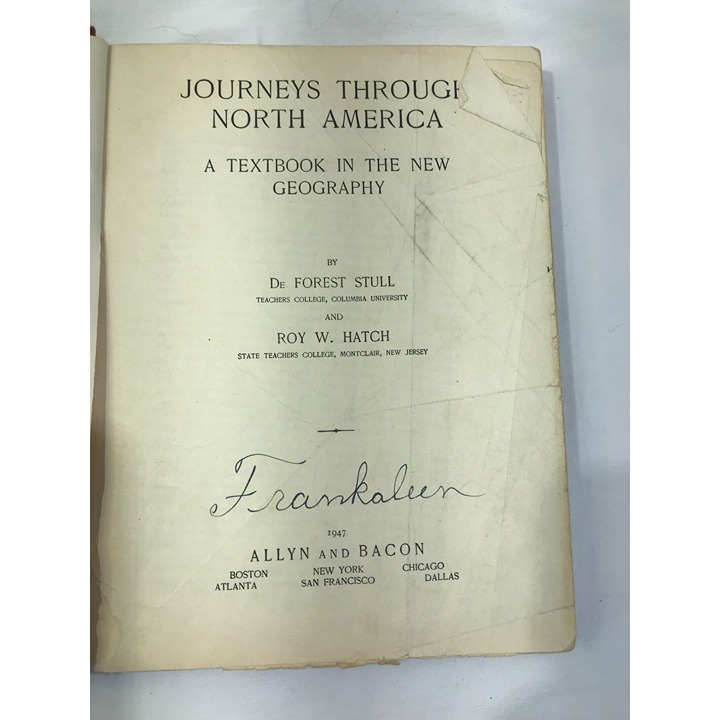 JOURNEYS THROUGH
NORTH AMERICA
A TEXTBOOK IN THE NEW
GEOGRAPHY
BY
DE FOREST STULL
TEACHERS COLLEGE, COLUMBIA UNIVERSITY
AND
ROY W. HATCH
STATE TEACHERS COLLEGE, MONTCLAIR, NEW JERSEY
Frankaleen
1947
ALLYN AND BACON
BOSTON NEW YORK CHICAGO
ATLANTA SAN FRANCISCO DALLAS